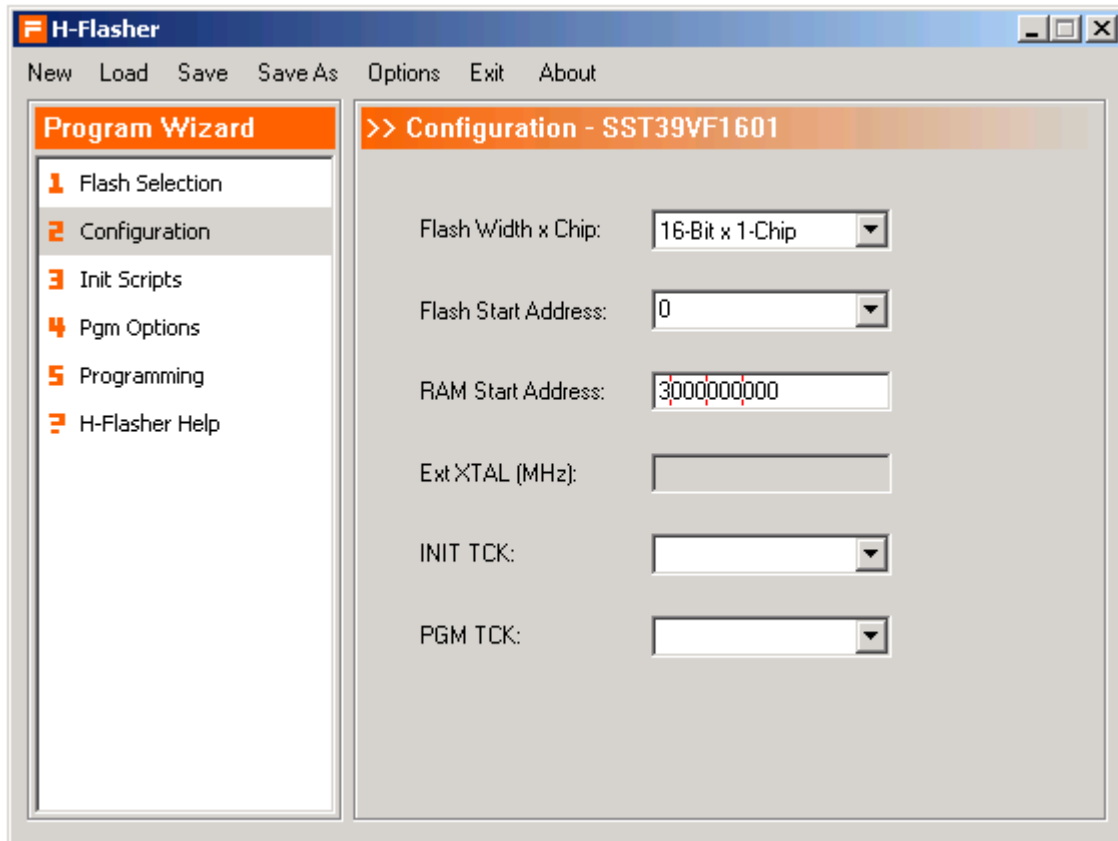 H-Flasher
New Load Save Save As Options Exit About
Program Wizard
1 Flash Selection
2 Configuration
3 Init Scripts
4 Pgm Options
5 Programming
? H-Flasher Help
>> Configuration - SST39VF1601
Flash Width x Chip: 16-Bit x 1-Chip
Flash Start Address: 0
RAM Start Address: 3000000000
Ext XTAL (MHz):
INIT TCK:
PGM TCK: